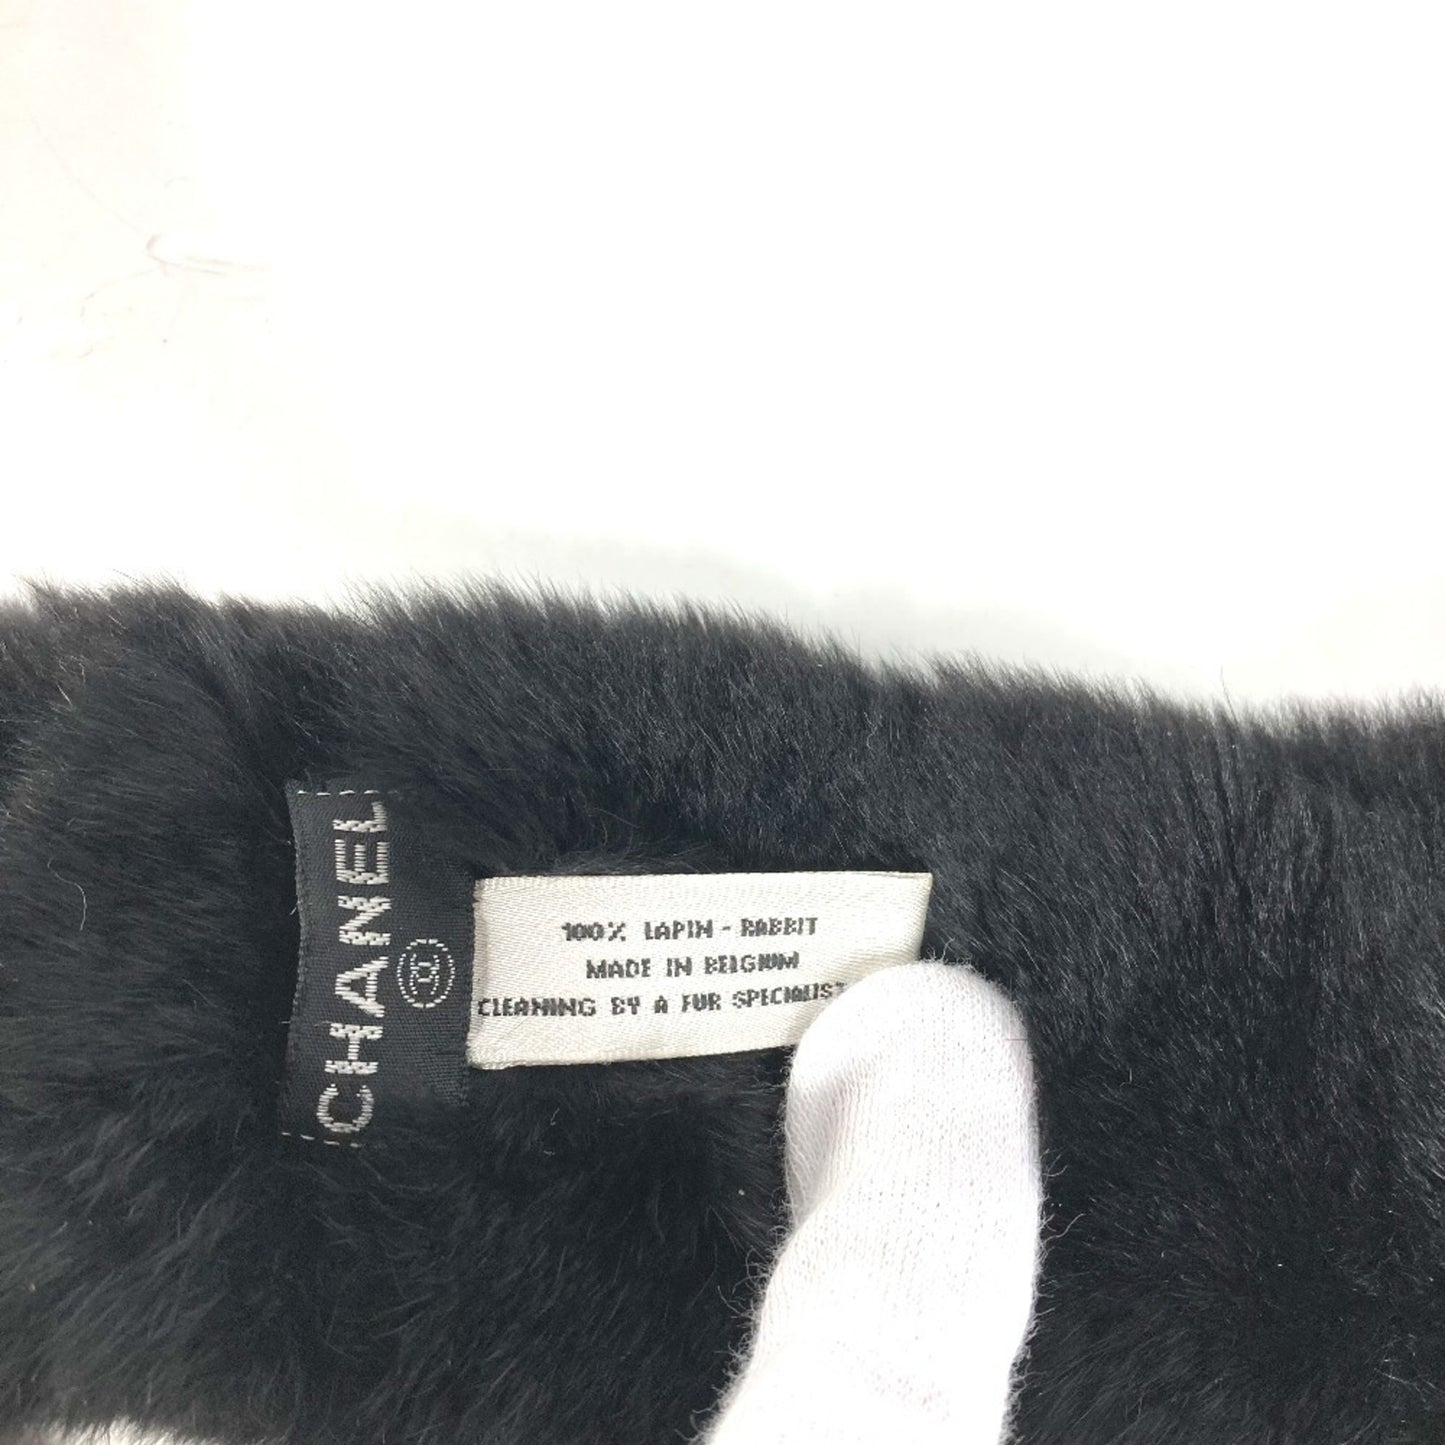 CHANEL
100% LAPIN - RABBIT
MADE IN BELGIUM
CLEANING BY A FUR SPECIALIST